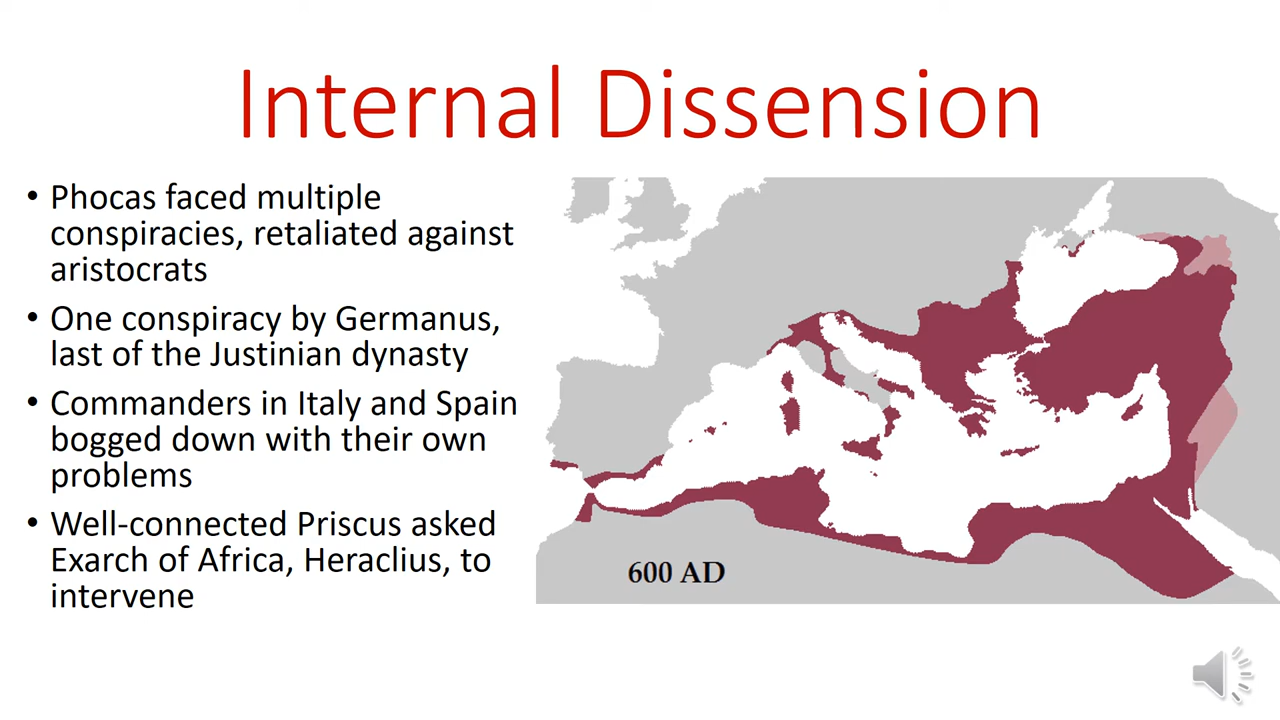 Internal Dissension
• Phocas faced multiple
conspiracies, retaliated against
aristocrats
• One conspiracy by Germanus,
last of the Justinian dynasty
• Commanders in Italy and Spain
bogged down with their own
problems
• Well-connected Priscus asked
Exarch of Africa, Heraclius, to
intervene
600 AD